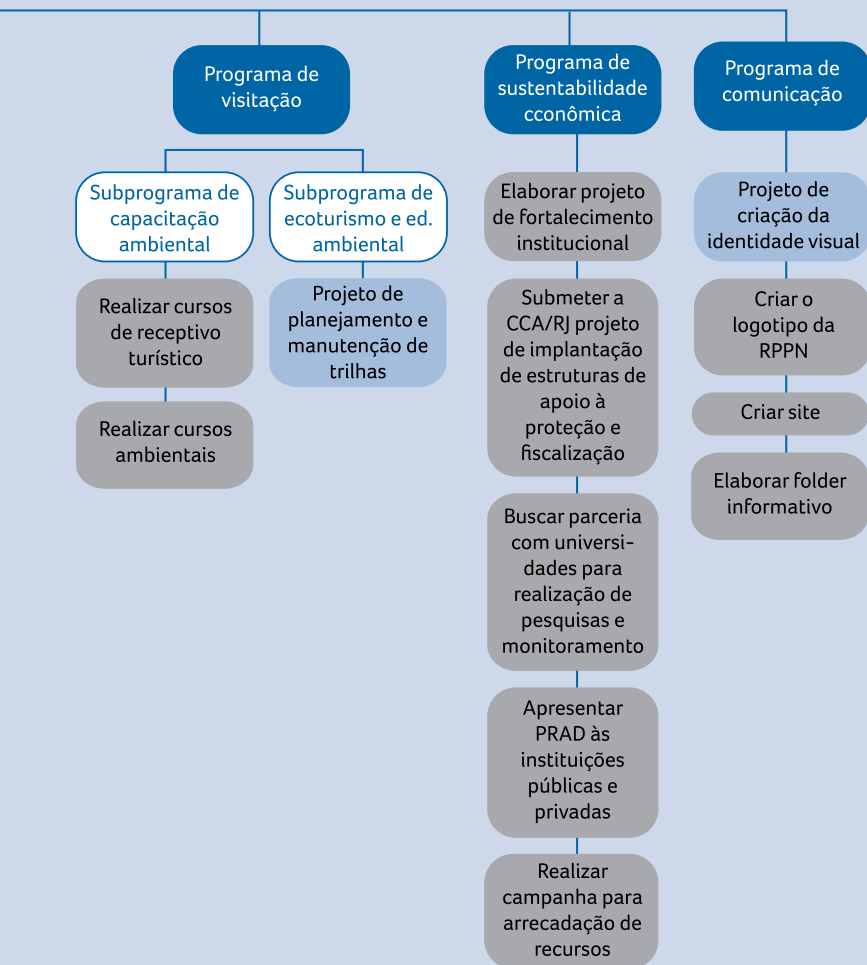 Programa de
visitação
Subprograma de
capacitação
ambiental
Realizar cursos
de receptivo
turístico
Realizar cursos
ambientais
Subprograma de
ecoturismo e ed.
ambiental
Projeto de
planejamento e
manutenção de
trilhas
Programa de
sustentabilidade
cconômica
Elaborar projeto
de fortalecimento
institucional
Submeter a
CCA/RJ projeto
de implantação
de estruturas de
apoio à
proteção e
fiscalização
Buscar parceria
com universi-
dades para
realização de
pesquisas e
monitoramento
Apresentar
PRAD às
instituições
públicas e
privadas
Realizar
campanha para
arrecadação de
recursos
Programa de
comunicação
Projeto de
criação da
identidade visual
Criar o
logotipo da
RPPN
Criar site
Elaborar folder
informativo